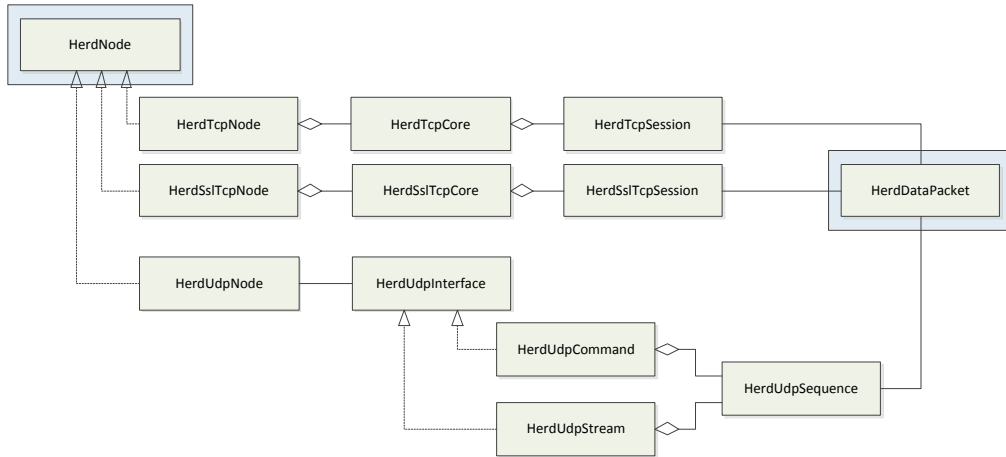 HerdNode
HerdTcpNode
HerdTcpCore
HerdTcpSession
HerdSslTcpNode
HerdSslTcpCore
HerdSslTcpSession
HerdDataPacket
HerdUdpNode
HerdUdpInterface
HerdUdpCommand
HerdUdpSequence
HerdUdpStream